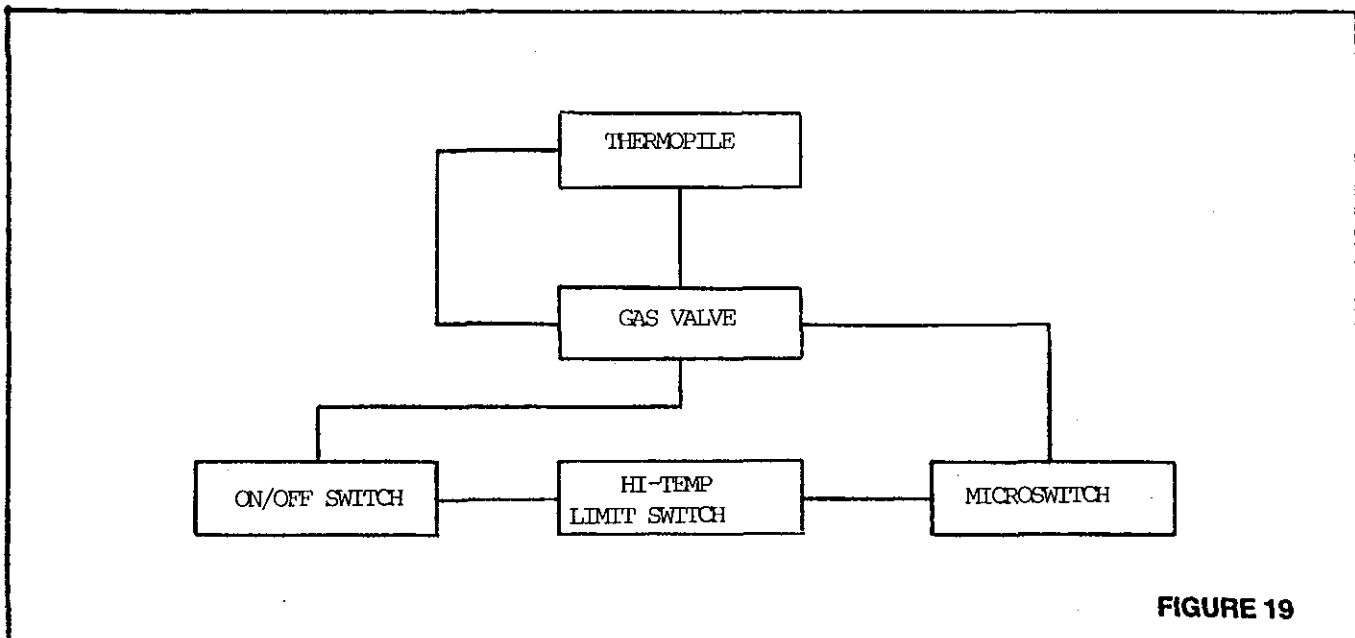 THERMOPILE
GAS VALVE
ON/OFF SWITCH
HI-TEMP
LIMIT SWITCH
MICROSWITCH
FIGURE 19